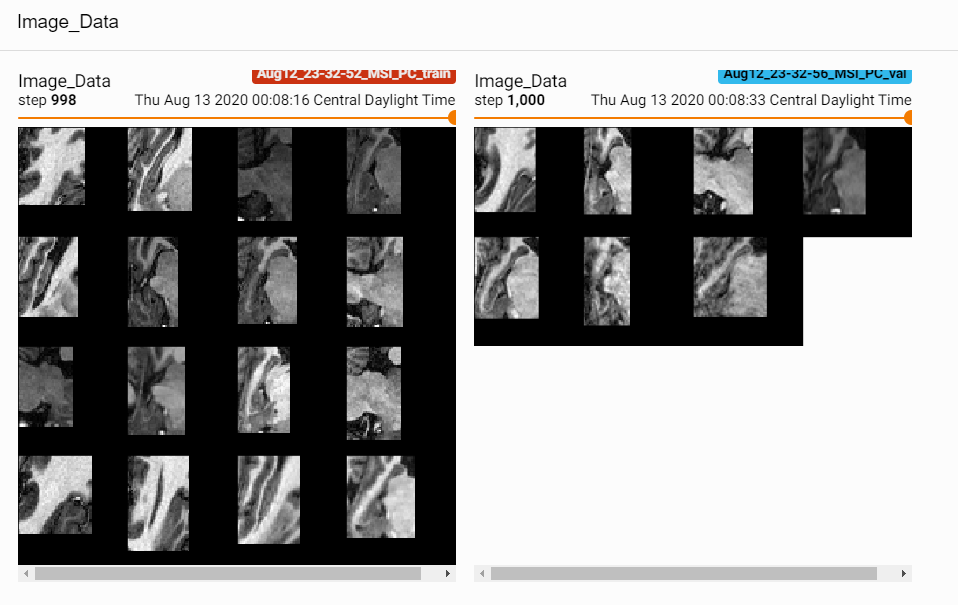 Image_Data
Image_Data
Aug12_23-32-52_MSI_PC_train
step 998
Thu Aug 13 2020 00:08:16 Central Daylight Time
Image_Data
Aug12_23-32-56_MSI_PC_val
step 1,000
Thu Aug 13 2020 00:08:33 Central Daylight Time